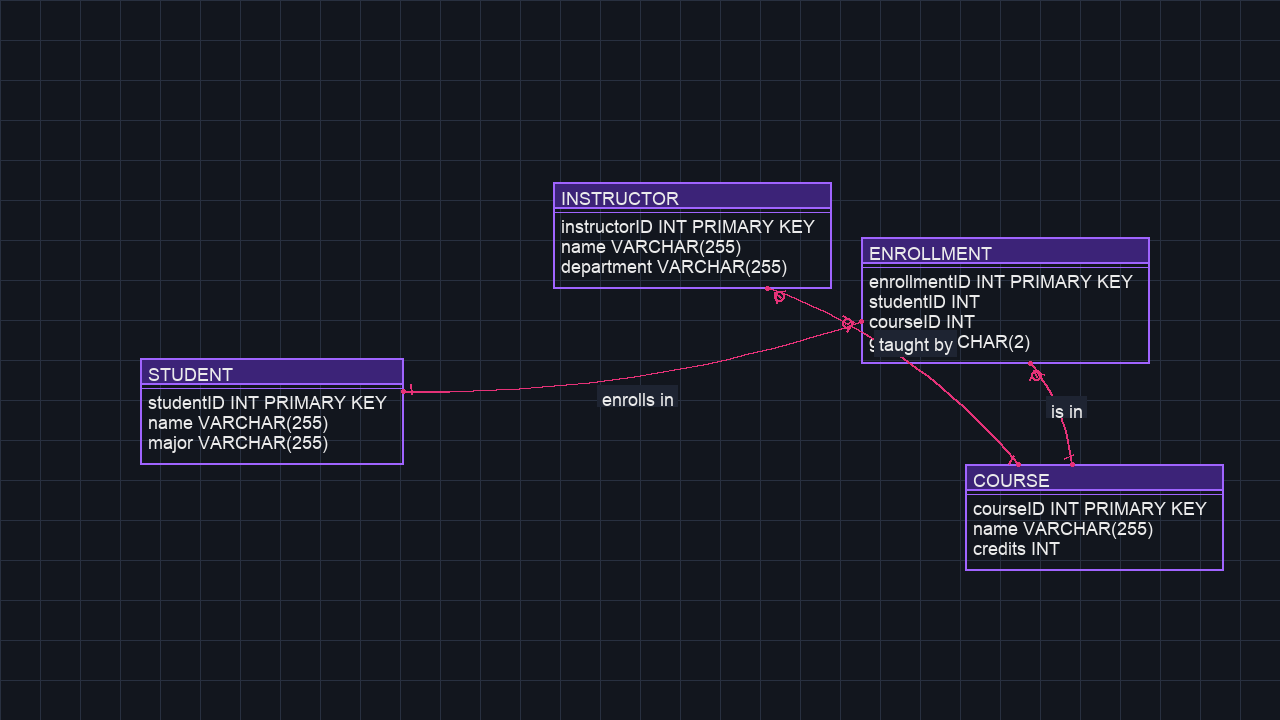 INSTRUCTOR
instructorID INT PRIMARY KEY
name VARCHAR(255)
department VARCHAR(255)
ENROLLMENT
enrollmentID INT PRIMARY KEY
studentID INT
courseID INT
CHAR(2)
taught by
STUDENT
studentID INT PRIMARY KEY
name VARCHAR(255)
major VARCHAR(255)
enrolls in
is in
COURSE
courseID INT PRIMARY KEY
name VARCHAR(255)
credits INT